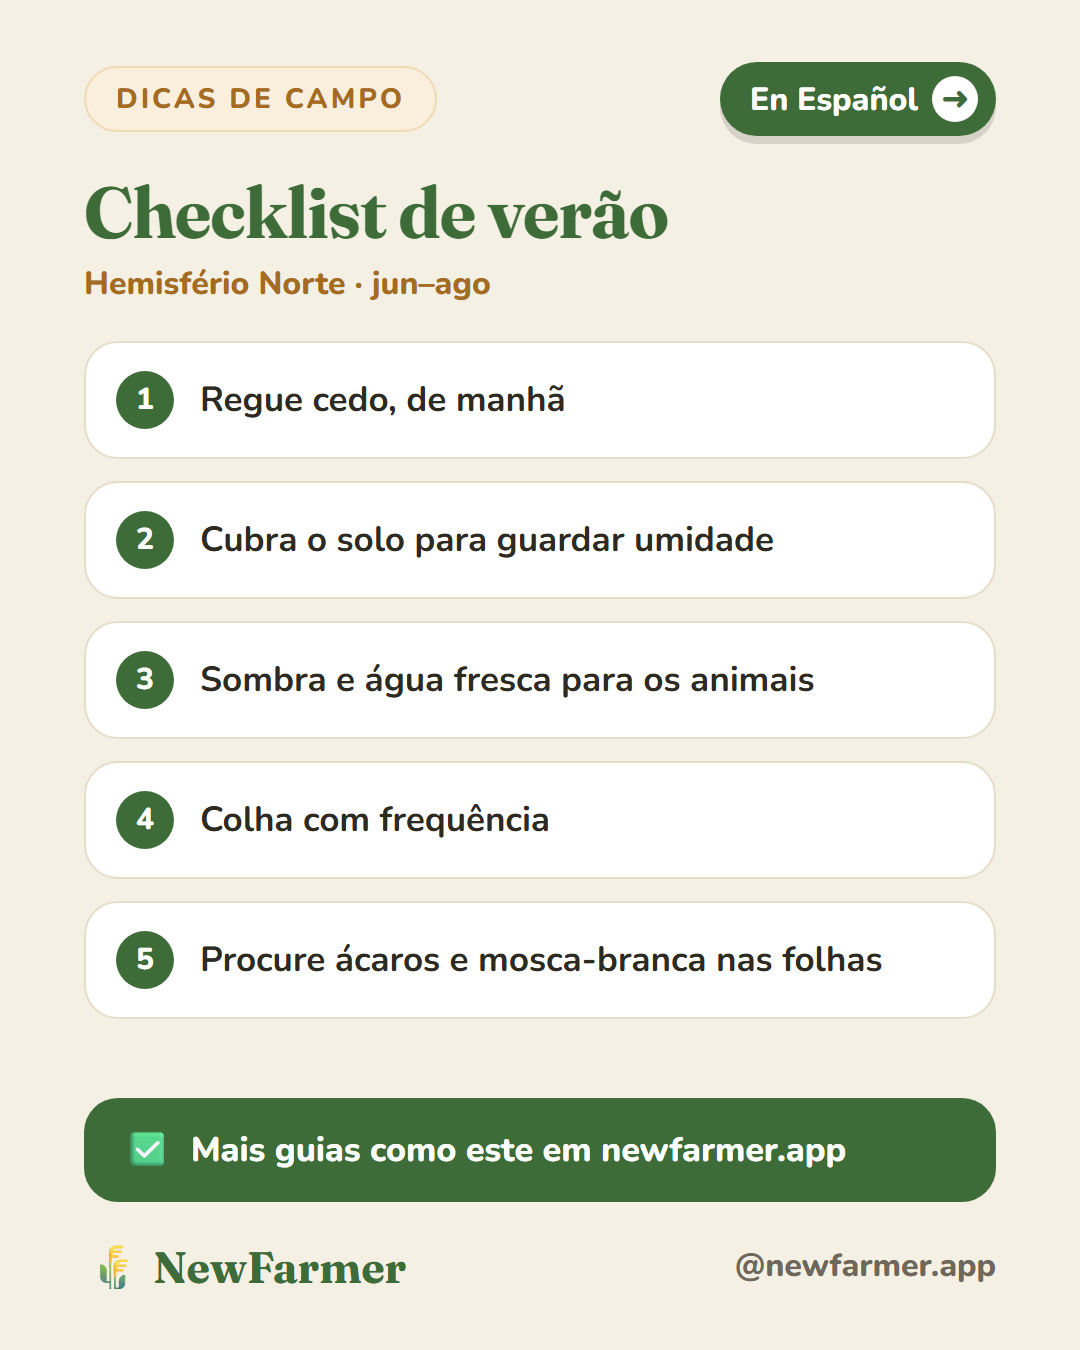 DICAS DE CAMPO
En Español
Checklist de verão
Hemisfério Norte · jun–ago
1 Regue cedo, de manhã
2 Cubra o solo para guardar umidade
3 Sombra e água fresca para os animais
4 Colha com frequência
5 Procure ácaros e mosca-branca nas folhas
Mais guias como este em newfarmer.app
NewFarmer
@newfarmer.app